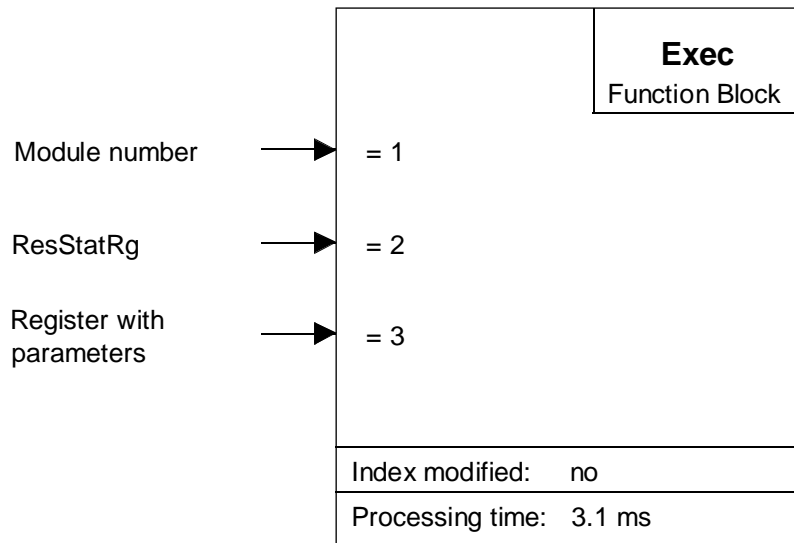 Exec
Function Block
Module number = 1
ResStatRg = 2
Register with
parameters = 3
Index modified: no
Processing time: 3.1 ms